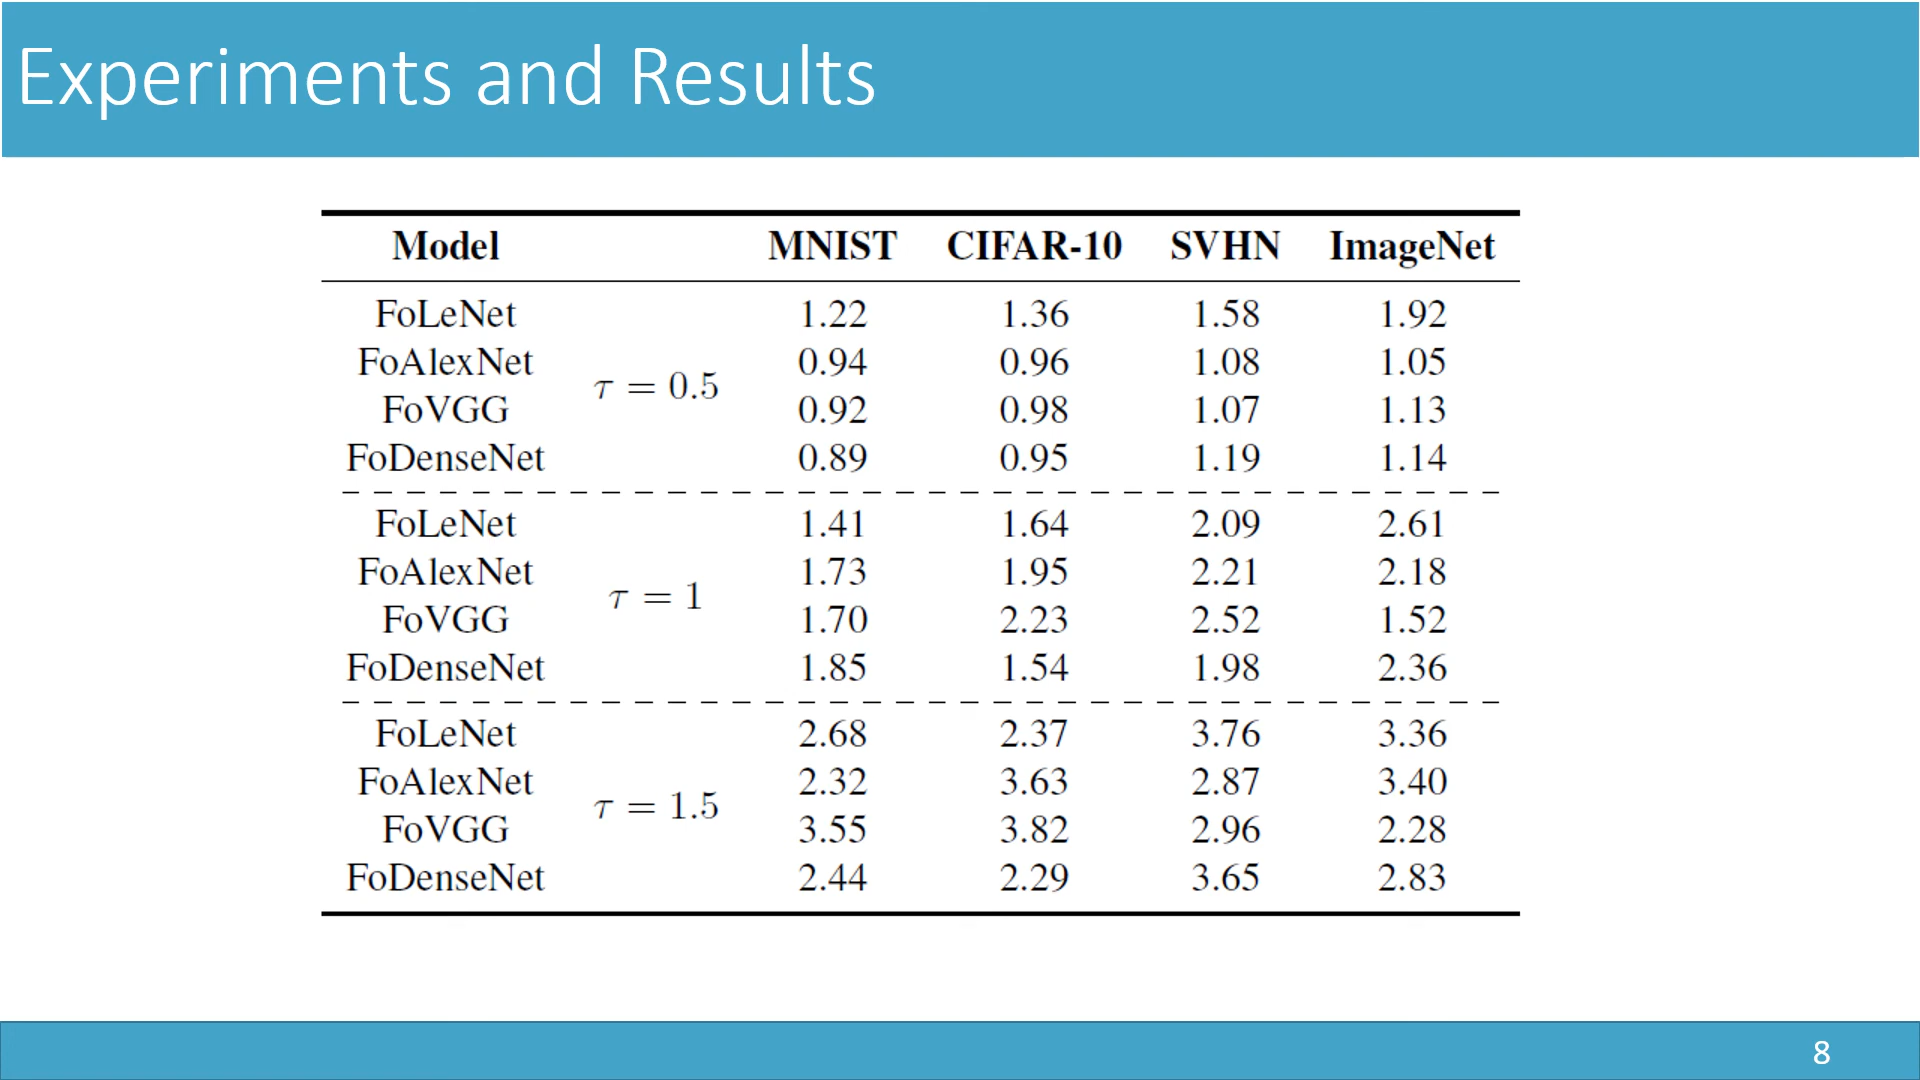 Experiments and Results
Model MNIST CIFAR-10 SVHN ImageNet
FoLeNet 1.22 1.36 1.58 1.92
FoAlexNet 0.94 0.96 1.08 1.05
τ = 0.5
FoVGG 0.92 0.98 1.07 1.13
FoDenseNet 0.89 0.95 1.19 1.14
FoLeNet 1.41 1.64 2.09 2.61
FoAlexNet 1.73 1.95 2.21 2.18
τ = 1
FoVGG 1.70 2.23 2.52 1.52
FoDenseNet 1.85 1.54 1.98 2.36
FoLeNet 2.68 2.37 3.76 3.36
FoAlexNet 2.32 3.63 2.87 3.40
τ = 1.5
FoVGG 3.55 3.82 2.96 2.28
FoDenseNet 2.44 2.29 3.65 2.83
8